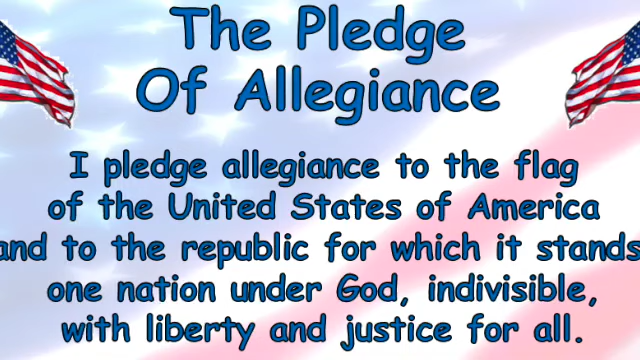 The Pledge
Of Allegiance
I pledge allegiance to the flag
of the United States of America
and to the republic for which it stands
one nation under God, indivisible,
with liberty and justice for all.